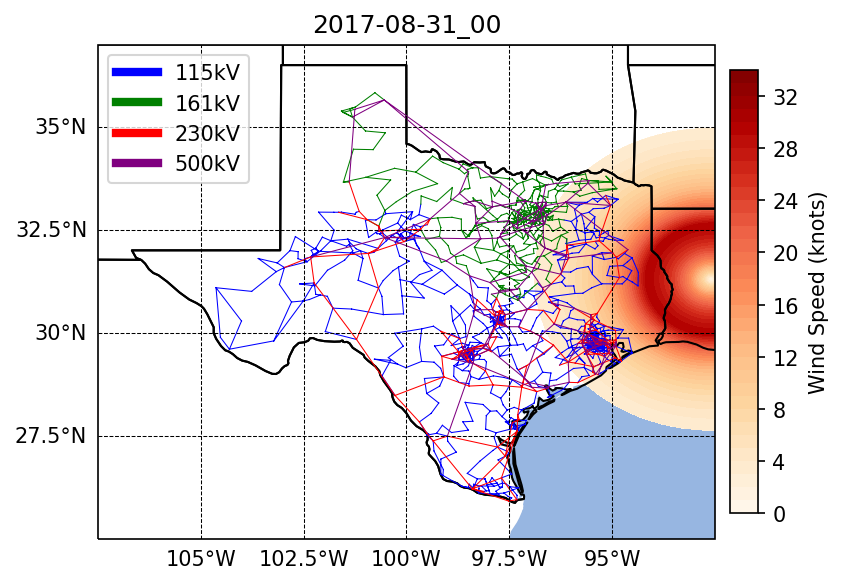 2017-08-31_00
115kV
161kV
230kV
500kV
35°N
32.5°N
30°N
27.5°N
105°W
102.5°W
100°W
97.5°W
95°W
32
28
24
20
16
12
8
4
0
Wind Speed (knots)